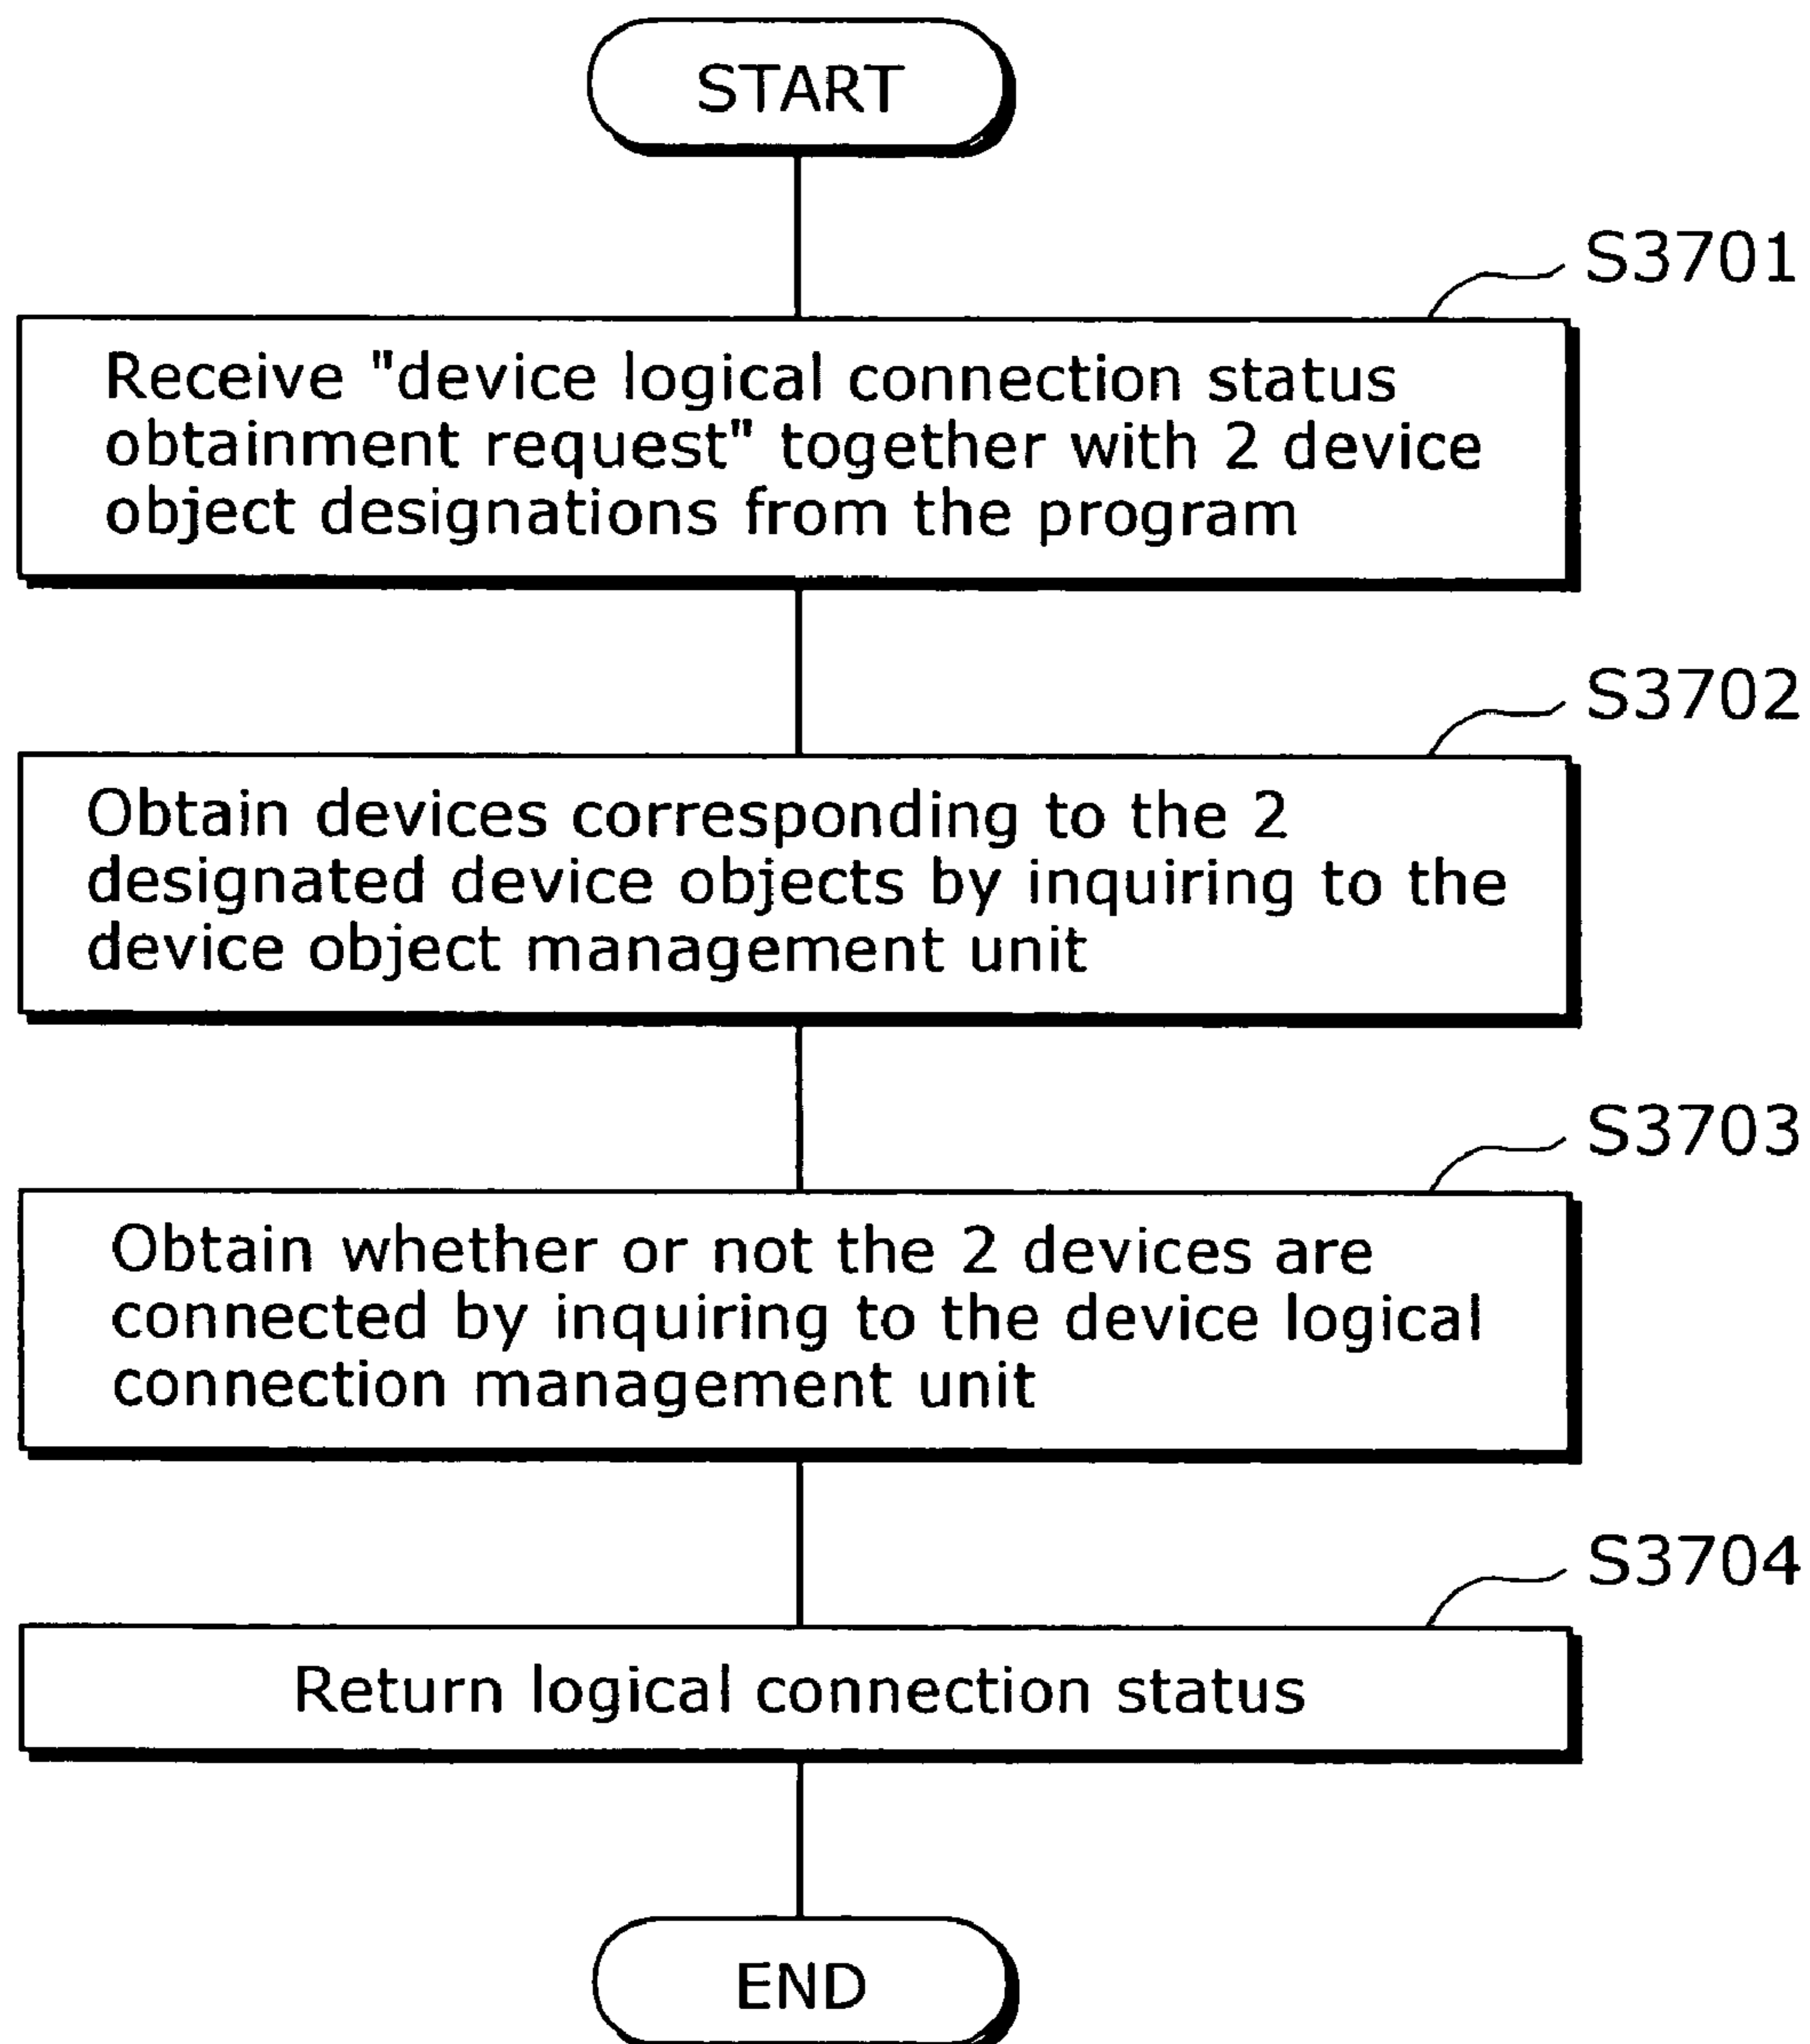 START
S3701
Receive "device logical connection status
obtainment request" together with 2 device
object designations from the program
S3702
Obtain devices corresponding to the 2
designated device objects by inquiring to the
device object management unit
S3703
Obtain whether or not the 2 devices are
connected by inquiring to the device logical
connection management unit
S3704
Return logical connection status
END